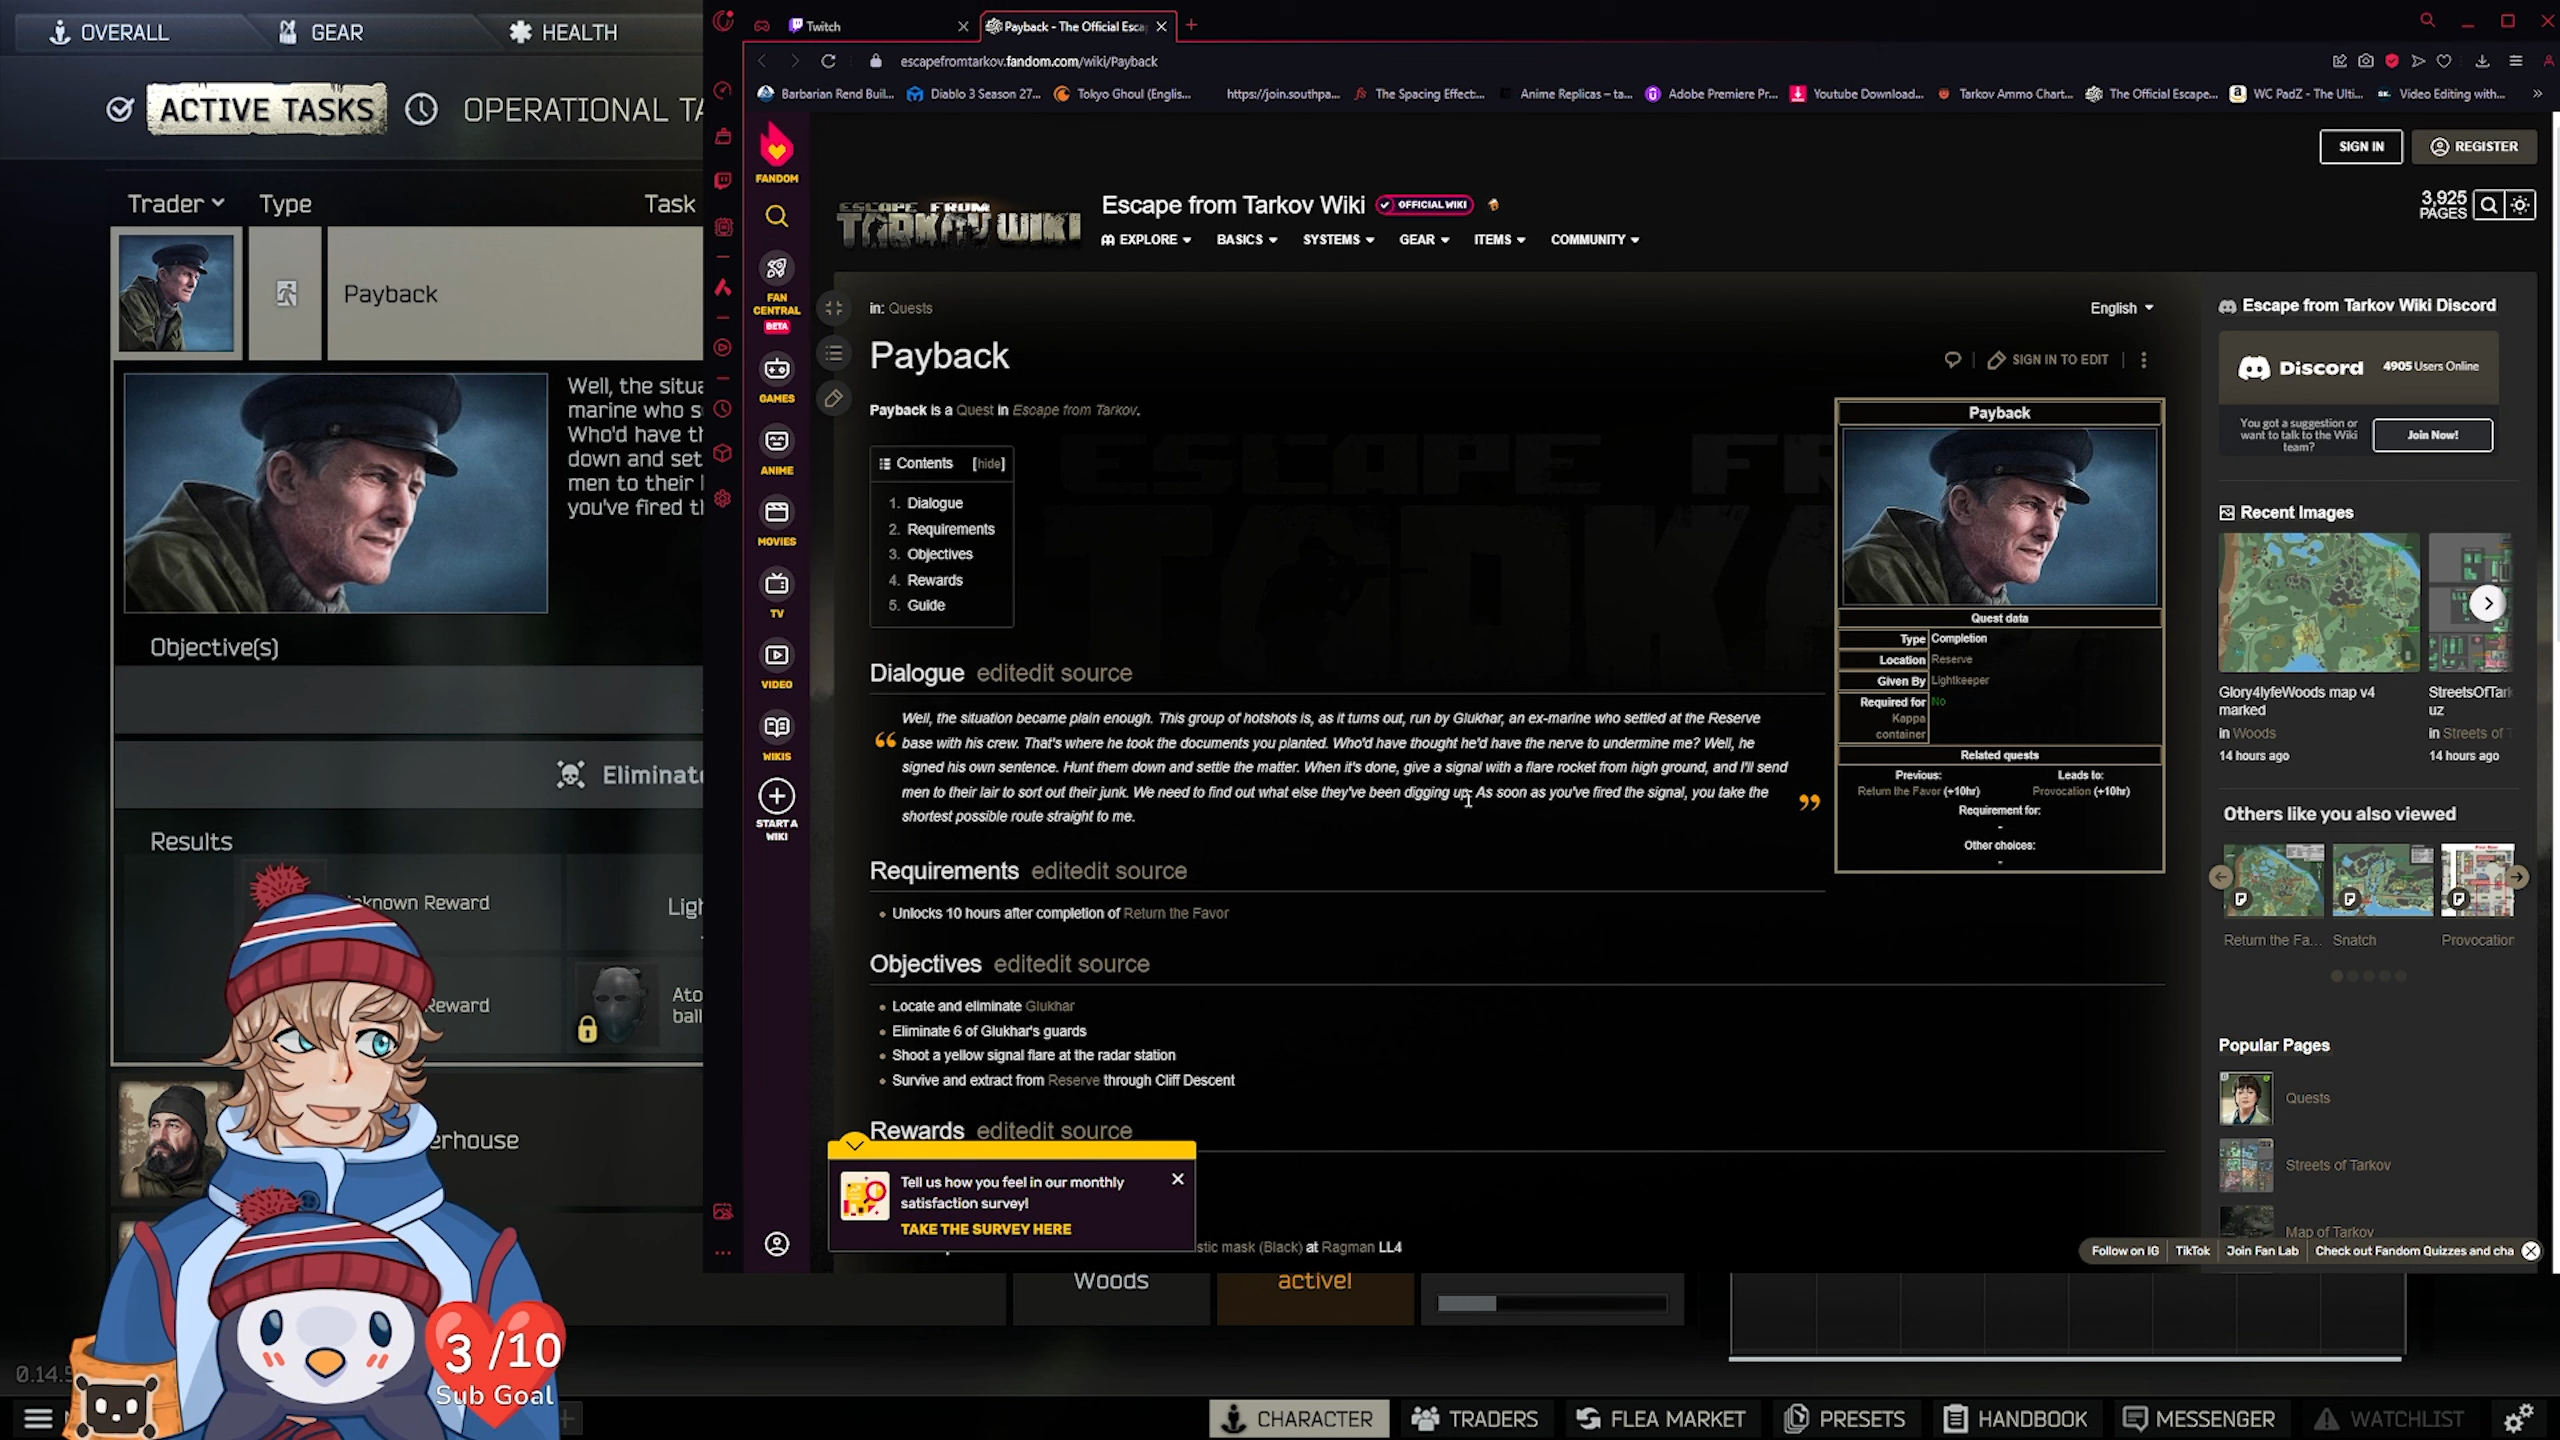 OVERALL
GEAR
HEALTH
ACTIVE TASKS
OPERATIONAL TA
Trader
Type
Task
Payback
Well, the situa
marine who s
Who'd have th
down and set
men to their l
you've fired th
Objective(s)
Eliminate
Results
known Reward
Ligh
Reward
Ato
ball
erhouse
3 /10
Sub Goal
0.14.5
Twitch
Payback - The Official Esca
escapefromtarkov.fandom.com/wiki/Payback
Barbarian Rend Buil...
Diablo 3 Season 27...
Tokyo Ghoul (Englis...
https://join.southpa...
The Spacing Effect:...
Anime Replicas – ta...
Adobe Premiere Pr...
Youtube Download...
Tarkov Ammo Chart...
The Official Escape...
WC PadZ - The Ulti...
Video Editing with...
FANDOM
FAN CENTRAL
BETA
GAMES
ANIME
MOVIES
TV
VIDEO
WIKIS
START A WIKI
SIGN IN
REGISTER
ESCAPE FROM
TARKOV WIKI
Escape from Tarkov Wiki
OFFICIAL WIKI
3,925
PAGES
EXPLORE
BASICS
SYSTEMS
GEAR
ITEMS
COMMUNITY
in: Quests
English
Payback
SIGN IN TO EDIT
Payback is a Quest in Escape from Tarkov.
Contents [hide]
1. Dialogue
2. Requirements
3. Objectives
4. Rewards
5. Guide
Dialogue editedit source
Well, the situation became plain enough. This group of hotshots is, as it turns out, run by Glukhar, an ex-marine who settled at the Reserve
base with his crew. That's where he took the documents you planted. Who'd have thought he'd have the nerve to undermine me? Well, he
signed his own sentence. Hunt them down and settle the matter. When it's done, give a signal with a flare rocket from high ground, and I'll send
men to their lair to sort out their junk. We need to find out what else they've been digging up. As soon as you've fired the signal, you take the
shortest possible route straight to me.
Requirements editedit source
Unlocks 10 hours after completion of Return the Favor
Objectives editedit source
Locate and eliminate Glukhar
Eliminate 6 of Glukhar's guards
Shoot a yellow signal flare at the radar station
Survive and extract from Reserve through Cliff Descent
Rewards editedit source
stic mask (Black) at Ragman LL4
Tell us how you feel in our monthly
satisfaction survey!
TAKE THE SURVEY HERE
Payback
Quest data
Type Completion
Location Reserve
Given By Lightkeeper
Required for No
Kappa
container
Related quests
Previous: Leads to:
Return the Favor (+10hr) Provocation (+10hr)
Requirement for:
-
Other choices:
-
Escape from Tarkov Wiki Discord
Discord
4905 Users Online
You got a suggestion or
want to talk to the Wiki
team?
Join Now!
Recent Images
Glory4lyfeWoods map v4
marked
in Woods
14 hours ago
StreetsOfTark
uz
in Streets of T
14 hours ago
Others like you also viewed
Return the Fa...
Snatch
Provocation
Popular Pages
Quests
Streets of Tarkov
Map of Tarkov
Follow on IG
TikTok
Join Fan Lab
Check out Fandom Quizzes and cha
Woods
active!
CHARACTER
TRADERS
FLEA MARKET
PRESETS
HANDBOOK
MESSENGER
WATCHLIST